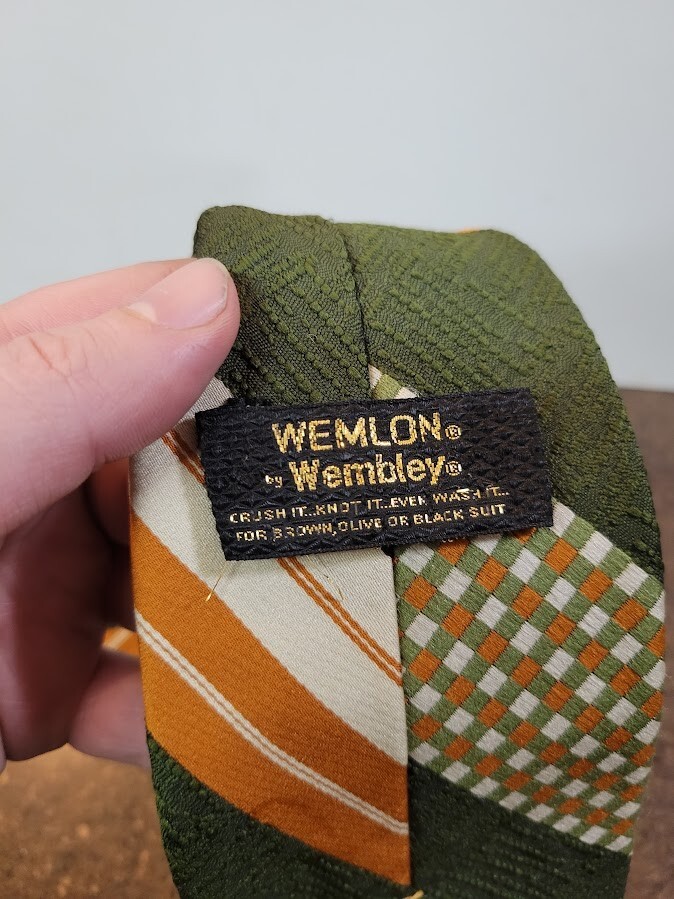 WEMLON®
by Wembley®
CRUSH IT...KNOT IT...EVEN WASH IT...
FOR BROWN, OLIVE OR BLACK SUIT